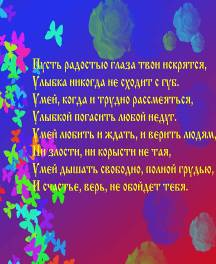 Пусть радостью глаза твои искрятся,
Улыбка никогда не сходит с губ.
Умей, когда и трудно рассмеяться,
Улыбкой погасить любой недуг.
Умей любить и ждать, и верить людям,
Ни злости, ни корысти не тая,
Умей дышать свободно, полной грудью,
И счастье, верь, не обойдет тебя.